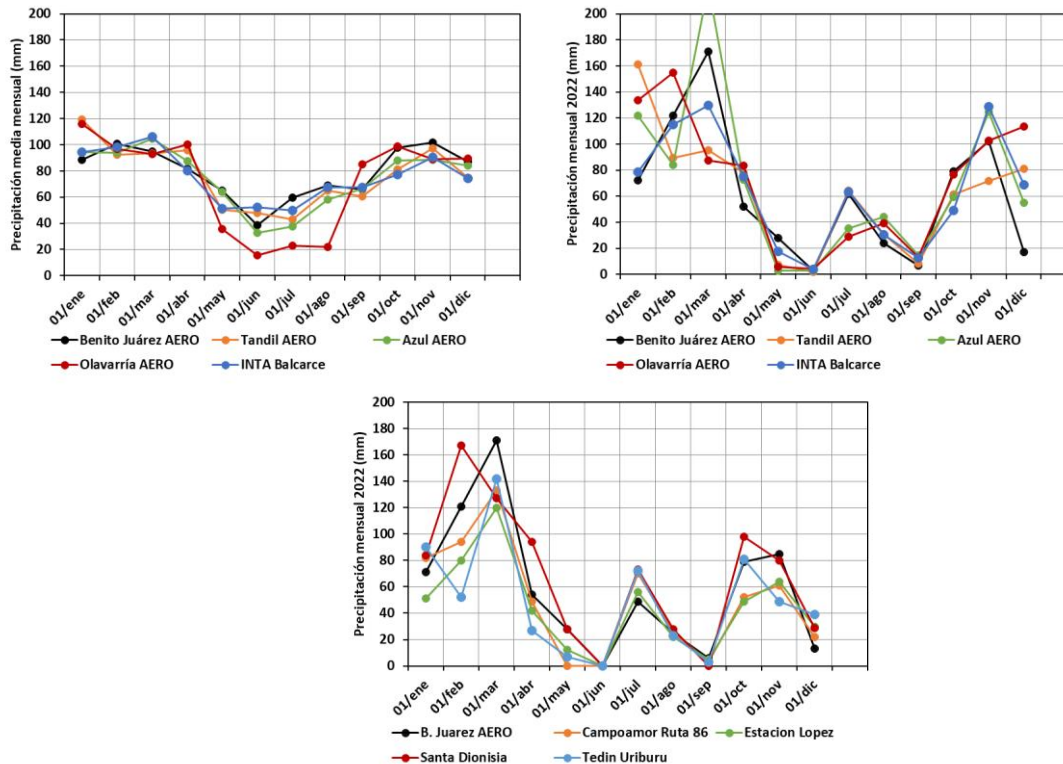 Precipitación media mensual (mm)
200
180
160
140
120
100
80
60
40
20
0
01/ene
01/feb
01/mar
01/abr
01/may
01/jun
01/jul
01/ago
01/sep
01/oct
01/nov
01/dic
Benito Juárez AERO Tandil AERO Azul AERO
Olavarría AERO INTA Balcarce
Precipitación mensual 2022 (mm)
200
180
160
140
120
100
80
60
40
20
0
01/ene
01/feb
01/mar
01/abr
01/may
01/jun
01/jul
01/ago
01/sep
01/oct
01/nov
01/dic
Benito Juárez AERO Tandil AERO Azul AERO
Olavarría AERO INTA Balcarce
Precipitación mensual 2022 (mm)
200
180
160
140
120
100
80
60
40
20
0
01/ene
01/feb
01/mar
01/abr
01/may
01/jun
01/jul
01/ago
01/sep
01/oct
01/nov
01/dic
B. Juarez AERO Campoamor Ruta 86 Estacion Lopez
Santa Dionisia Tedin Uriburu